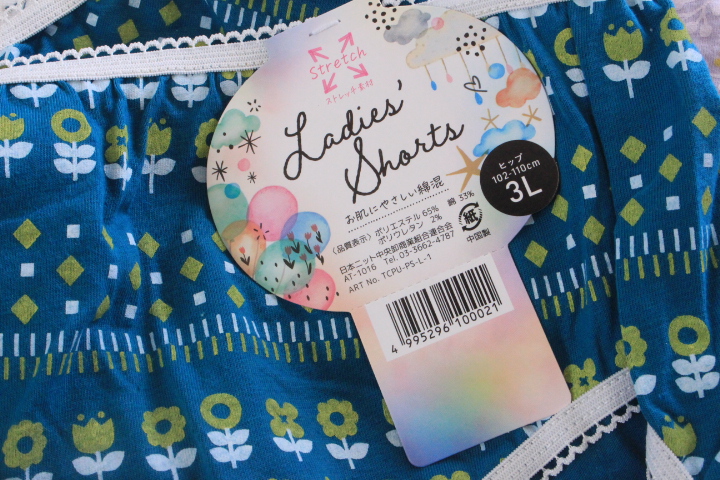 Stretch
ストレッチ素材
Ladies'
Shorts
お肌にやさしい綿混
ヒップ
102-110cm
3L
〈品質表示〉 ポリエステル 65% 綿 33%
ポリウレタン 2%
日本ニット中央卸商業組合連合会
AT-1016 Tel. 03-3662-4787
ART No. TCPU-PS-L-1
紙
中国製
4 995296 100021